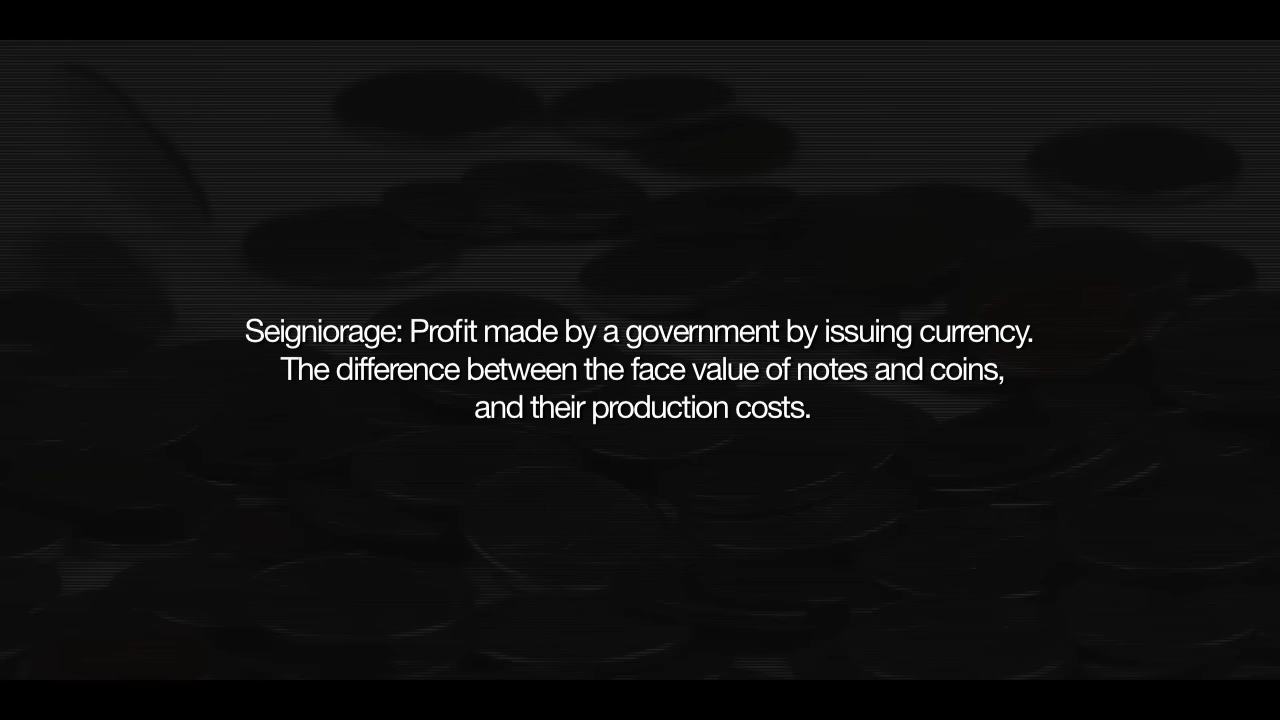 Seigniorage: Profit made by a government by issuing currency.
The difference between the face value of notes and coins,
and their production costs.